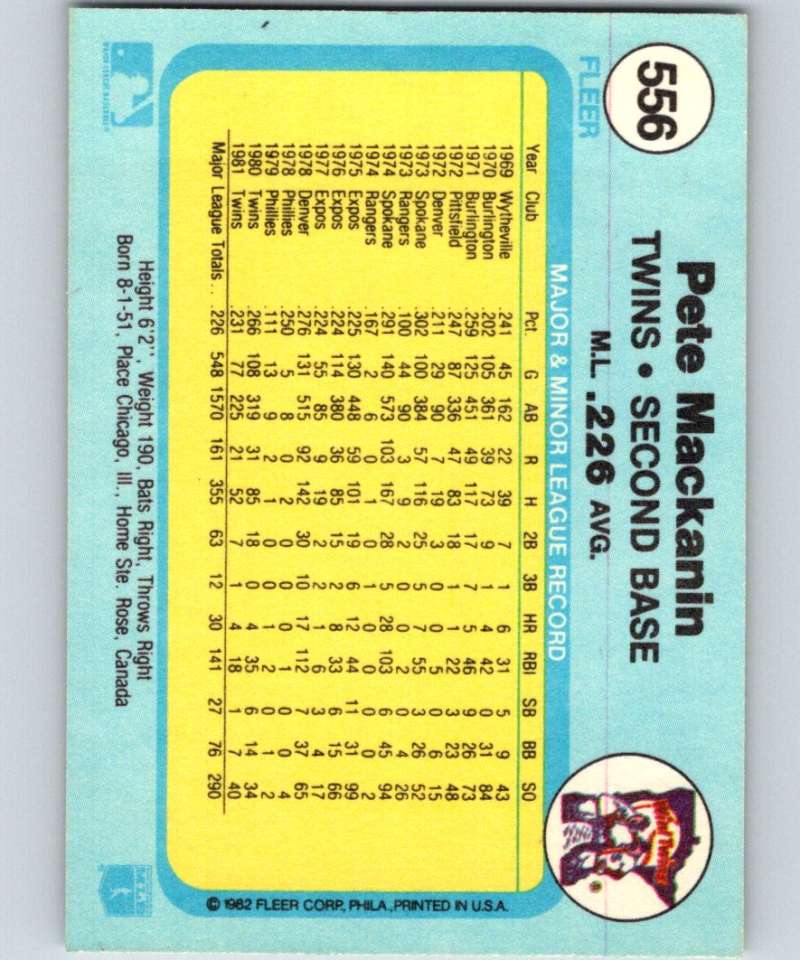 556
FLEER
Pete Mackanin
TWINS • SECOND BASE
M.L. .226 AVG.
MAJOR & MINOR LEAGUE RECORD
Year Club Pct. G AB R H 2B 3B HR RBI SB BB SO
1969 Wytheville .241 45 162 22 39 7 1 6 31 5 9 43
1970 Burlington .202 105 361 39 73 9 1 4 42 0 31 84
1971 Burlington .259 125 451 49 117 17 1 5 46 9 26 73
1972 Pittsfield .247 87 336 47 83 18 1 7 22 3 23 48
1972 Denver .211 29 90 7 19 3 0 1 5 0 6 15
1973 Spokane .302 100 384 57 116 25 5 7 55 3 26 52
1973 Rangers .100 44 90 3 9 2 0 0 2 0 4 26
1974 Spokane .291 140 573 103 167 28 5 28 103 6 45 94
1974 Rangers .167 2 6 0 1 0 1 0 0 0 0 2
1975 Expos .225 130 448 59 101 19 6 12 44 11 31 99
1976 Expos .224 114 380 36 85 15 2 8 33 6 15 66
1977 Expos .224 55 85 9 19 2 2 1 6 3 4 17
1978 Denver .276 131 515 92 142 30 10 17 112 7 37 65
1978 Phillies .250 5 8 0 2 0 0 0 1 0 0 4
1979 Phillies .111 13 9 2 1 0 0 1 2 0 1 2
1980 Twins .266 108 319 31 85 18 0 4 35 6 14 34
1981 Twins .231 77 225 21 52 7 1 4 18 1 7 40
Major League Totals.. .226 548 1570 161 355 63 12 30 141 27 76 290
© 1982 FLEER CORP., PHILA., PRINTED IN U.S.A.
Height 6'2", Weight 190, Bats Right, Throws Right
Born 8-1-51, Place Chicago, Ill., Home Ste. Rose, Canada